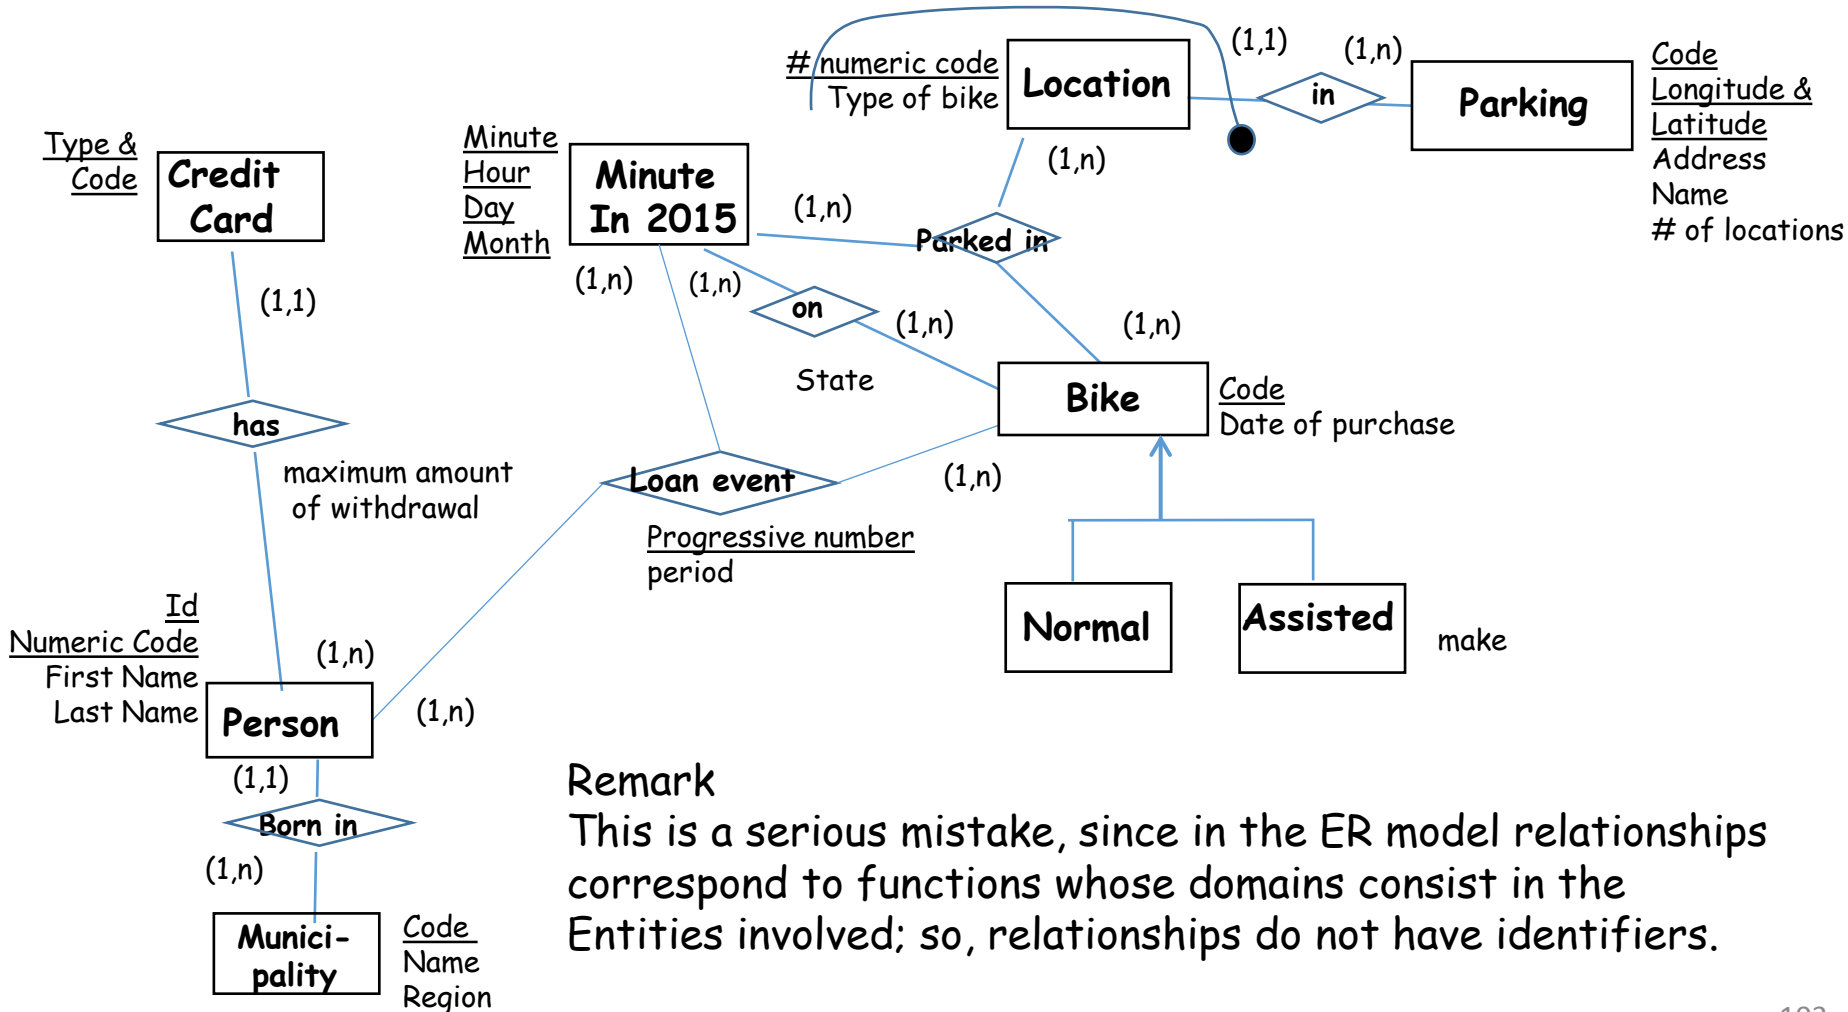 (1,1)
(1,n)
# numeric code
Type of bike
Location
in
Parking
Code
Longitude &
Latitude
Address
Name
# of locations
Type &
Code
Credit
Card
Minute
Hour
Day
Month
Minute
In 2015
(1,n)
(1,n)
Parked in
(1,n)
(1,n)
on
(1,n)
(1,n)
(1,1)
State
Bike
Code
Date of purchase
has
maximum amount
of withdrawal
Loan event
(1,n)
Progressive number
period
Normal
Assisted
make
Id
Numeric Code
First Name
Last Name
(1,n)
Person
(1,n)
(1,1)
Born in
(1,n)
Munici-
pality
Code
Name
Region
Remark
This is a serious mistake, since in the ER model relationships
correspond to functions whose domains consist in the
Entities involved; so, relationships do not have identifiers.